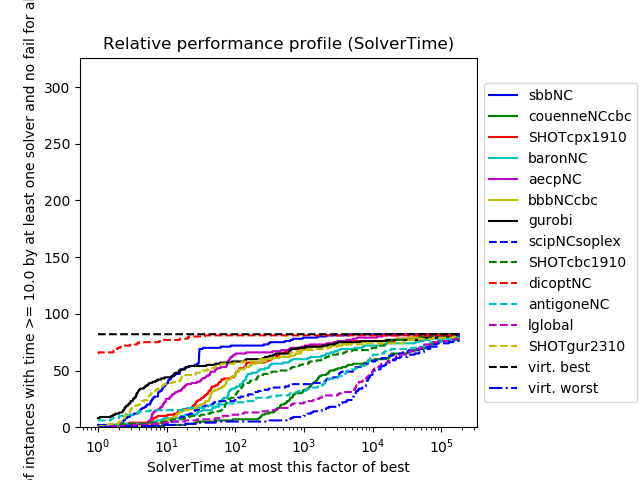 Relative performance profile (SolverTime)
of instances with time >= 10.0 by at least one solver and no fail for
300
250
200
150
100
50
0
10^0 10^1 10^2 10^3 10^4 10^5
SolverTime at most this factor of best
sbbNC
couenneNCcbc
SHOTcpx1910
baronNC
aecpNC
bbbNCcbc
gurobi
scipNCsoplex
SHOTcbc1910
dicoptNC
antigoneNC
lglobal
SHOTgur2310
virt. best
virt. worst